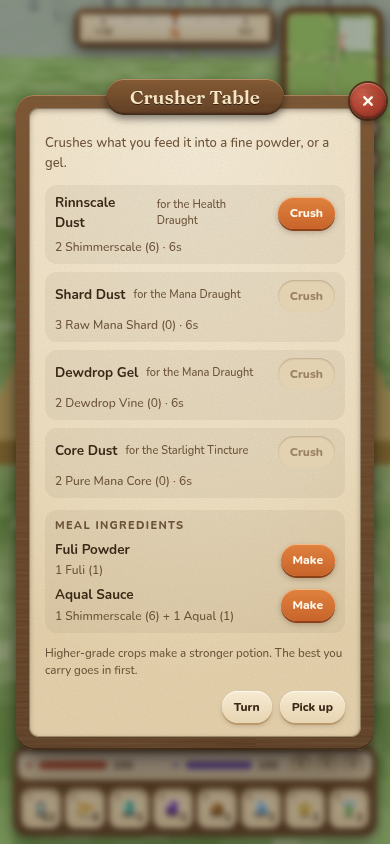 Crusher Table
Crushes what you feed it into a fine powder, or a
gel.
Rinnscale
Dust
for the Health
Draught
Crush
2 Shimmerscale (6) · 6s
Shard Dust for the Mana Draught Crush
3 Raw Mana Shard (0) · 6s
Dewdrop Gel for the Mana Draught Crush
2 Dewdrop Vine (0) · 6s
Core Dust for the Starlight Tincture Crush
2 Pure Mana Core (0) · 6s
MEAL INGREDIENTS
Fuli Powder
1 Fuli (1)
Make
Aqual Sauce
1 Shimmerscale (6) + 1 Aqual (1)
Make
Higher-grade crops make a stronger potion. The best you
carry goes in first.
Turn Pick up